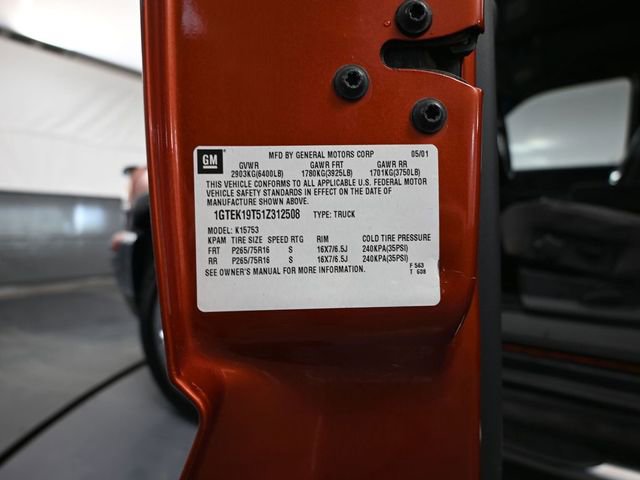 GM MFD BY GENERAL MOTORS CORP 05/01
GVWR GAWR FRT GAWR RR
2903KG(6400LB) 1780KG(3925LB) 1701KG(3750LB)
THIS VEHICLE CONFORMS TO ALL APPLICABLE U.S. FEDERAL MOTOR
VEHICLE SAFETY STANDARDS IN EFFECT ON THE DATE OF
MANUFACTURE SHOWN ABOVE.
1GTEK19T51Z312508 TYPE: TRUCK
MODEL: K15753
KPAM TIRE SIZE SPEED RTG RIM COLD TIRE PRESSURE
FRT P265/75R16 S 16X7/6.5J 240KPA(35PSI)
RR P265/75R16 S 16X7/6.5J 240KPA(35PSI)
SEE OWNER'S MANUAL FOR MORE INFORMATION.
F 563
T 608